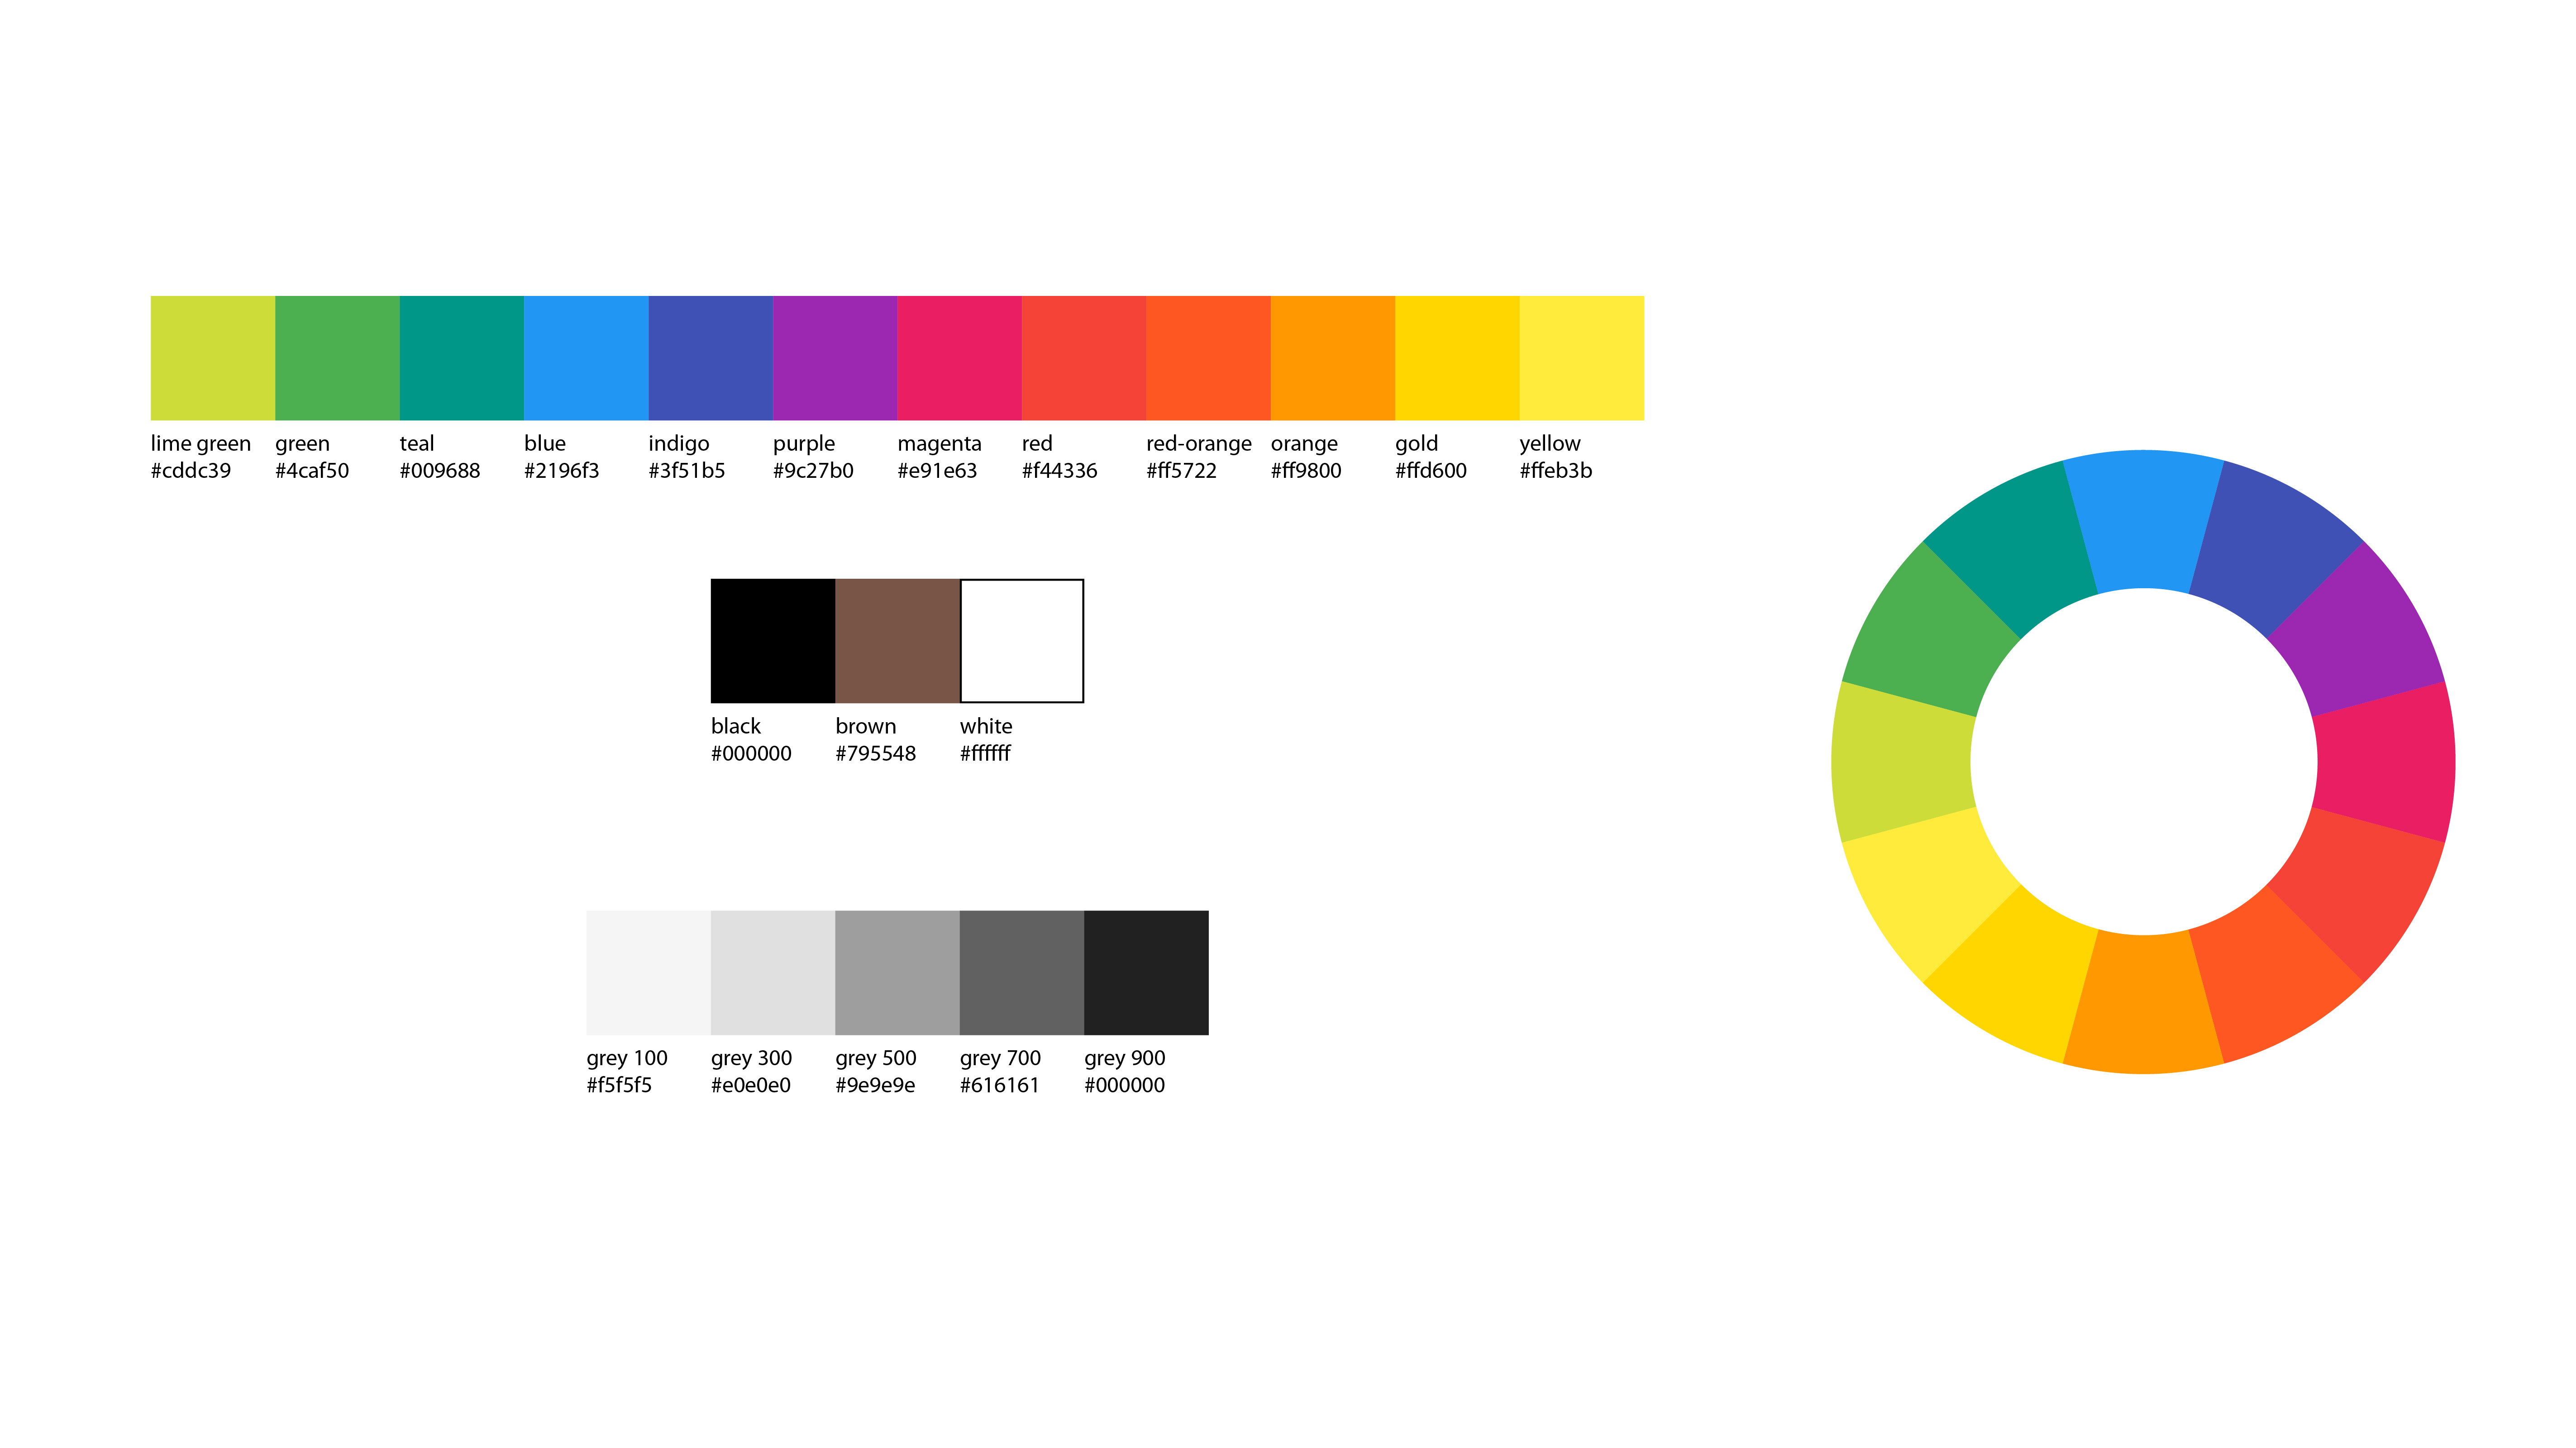 lime green green teal blue indigo purple magenta red red-orange orange gold yellow
#cddc39 #4caf50 #009688 #2196f3 #3f51b5 #9c27b0 #e91e63 #f44336 #ff5722 #ff9800 #ffd600 #ffeb3b
black brown white
#000000 #795548 #ffffff
grey 100 grey 300 grey 500 grey 700 grey 900
#f5f5f5 #e0e0e0 #9e9e9e #616161 #000000